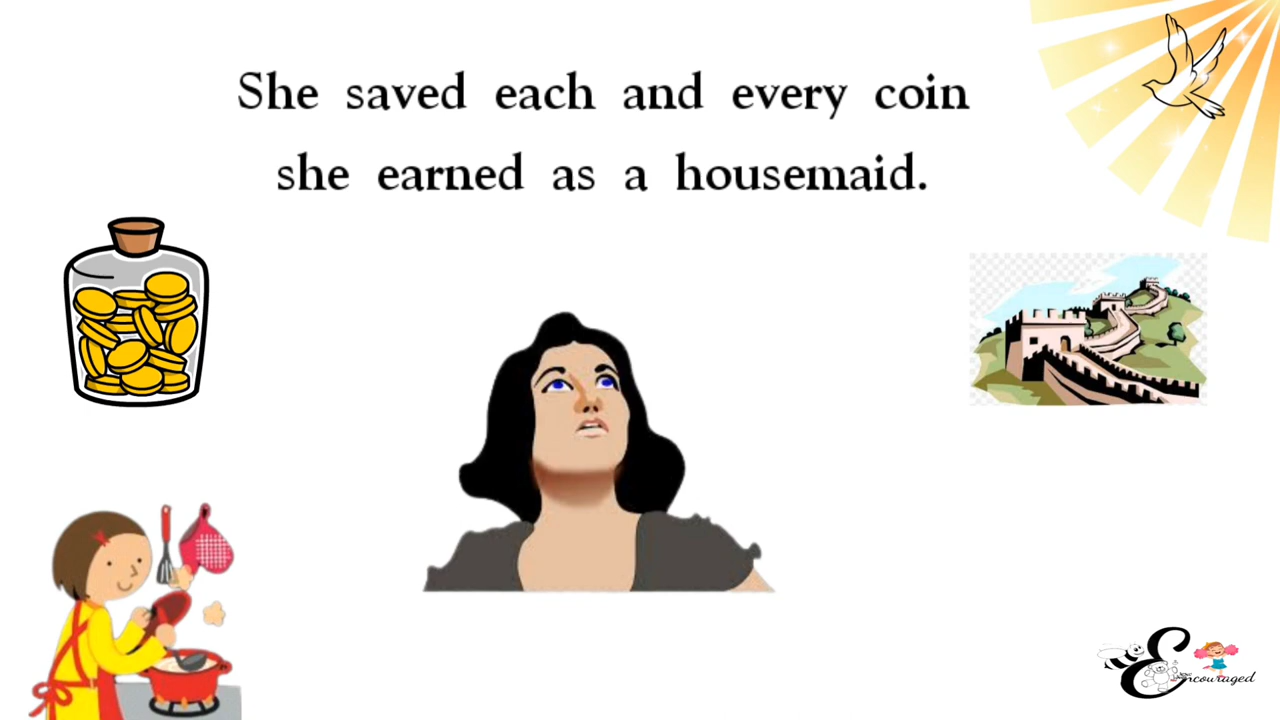 She saved each and every coin
she earned as a housemaid.
Encouraged